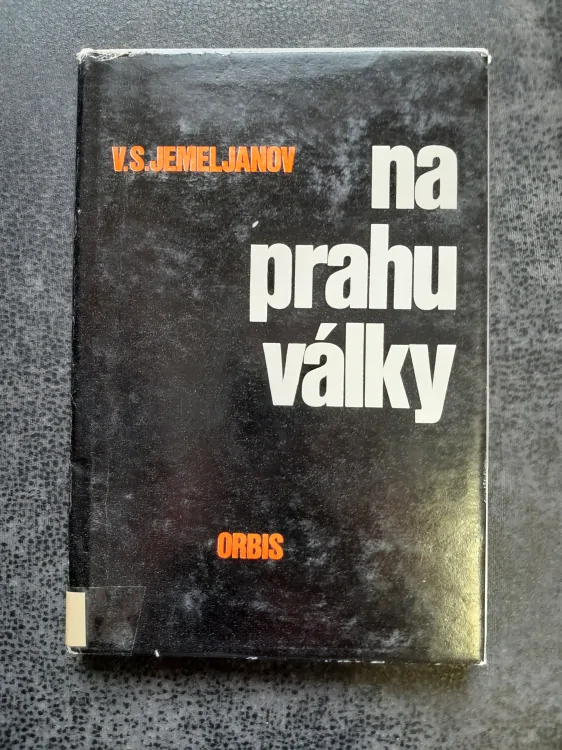 V.S.JEMELJANOV
na
prahu
války
ORBIS